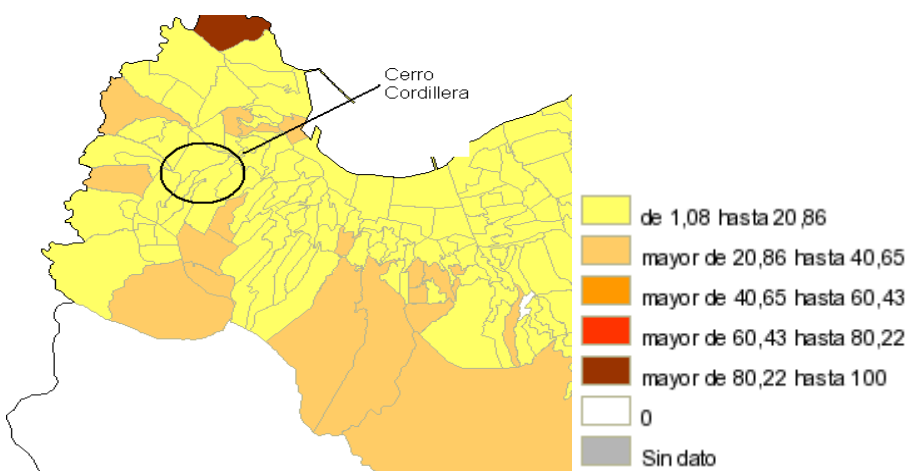 Cerro
Cordillera
de 1,08 hasta 20,86
mayor de 20,86 hasta 40,65
mayor de 40,65 hasta 60,43
mayor de 60,43 hasta 80,22
mayor de 80,22 hasta 100
0
Sin dato